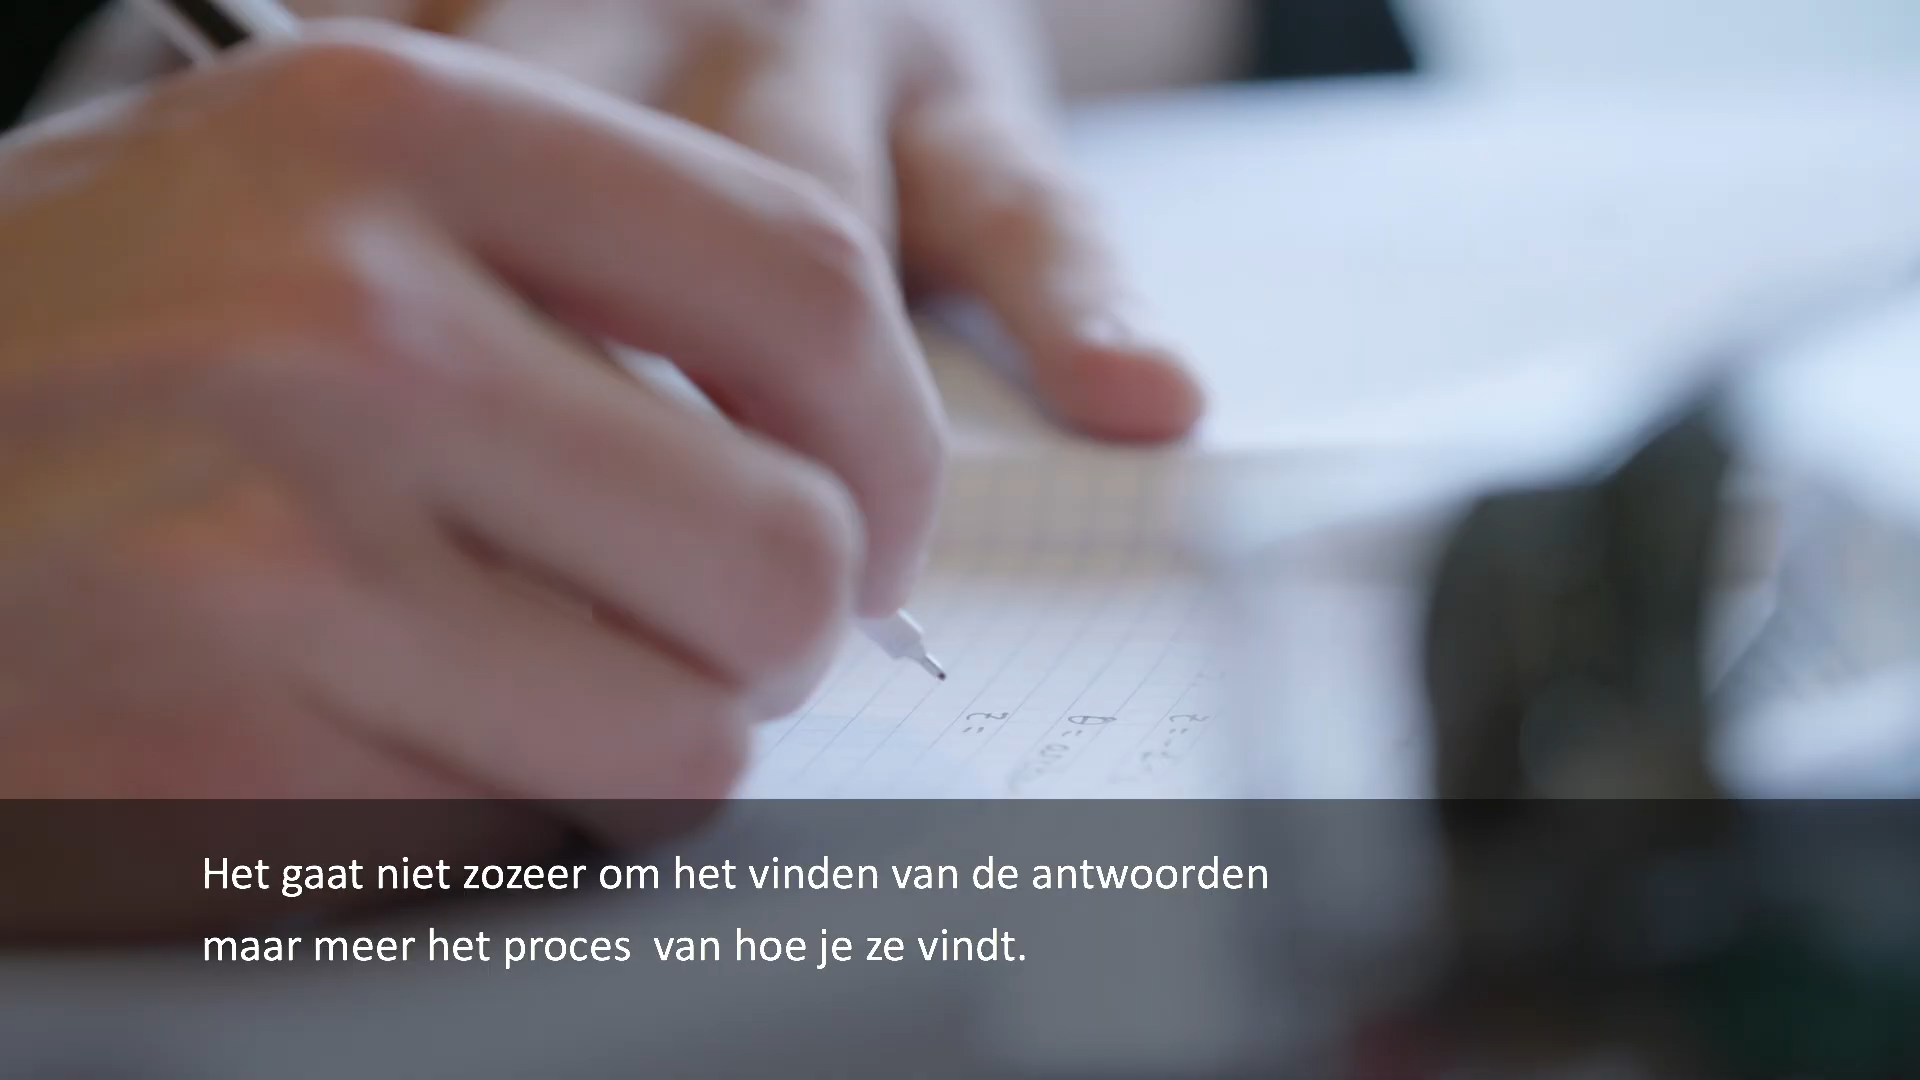 Het gaat niet zozeer om het vinden van de antwoorden
maar meer het proces  van hoe je ze vindt.